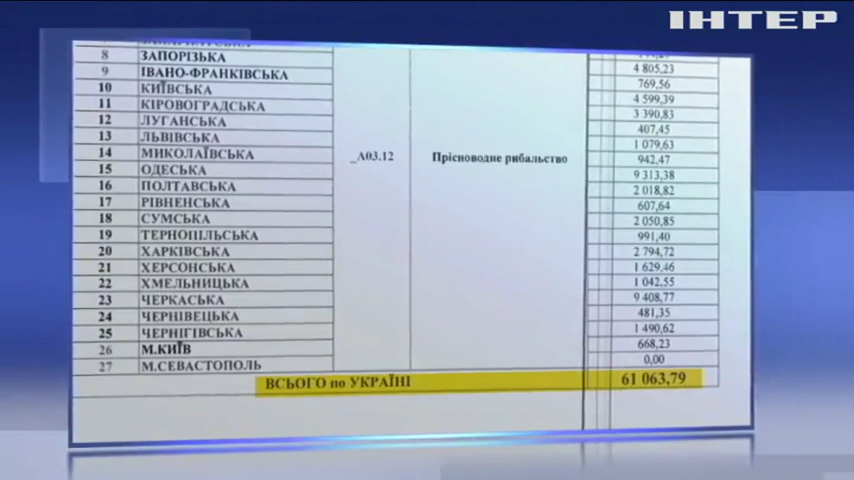 ІНТЕР
8 ЗАПОРІЗЬКА 4 805,23
9 ІВАНО-ФРАНКІВСЬКА 769,56
10 КИЇВСЬКА 4 599,39
11 КІРОВОГРАДСЬКА 3 390,83
12 ЛУГАНСЬКА 407,45
13 ЛЬВІВСЬКА 1 079,63
14 МИКОЛАЇВСЬКА _А03.12 Прісноводне рибальство 942,47
15 ОДЕСЬКА 9 313,38
16 ПОЛТАВСЬКА 2 018,82
17 РІВНЕНСЬКА 607,64
18 СУМСЬКА 2 050,85
19 ТЕРНОПІЛЬСЬКА 991,40
20 ХАРКІВСЬКА 2 794,72
21 ХЕРСОНСЬКА 1 629,46
22 ХМЕЛЬНИЦЬКА 1 042,55
23 ЧЕРКАСЬКА 9 408,77
24 ЧЕРНІВЕЦЬКА 481,35
25 ЧЕРНІГІВСЬКА 1 490,62
26 М.КИЇВ 668,23
27 М.СЕВАСТОПОЛЬ 0,00
ВСЬОГО по УКРАЇНІ 61 063,79